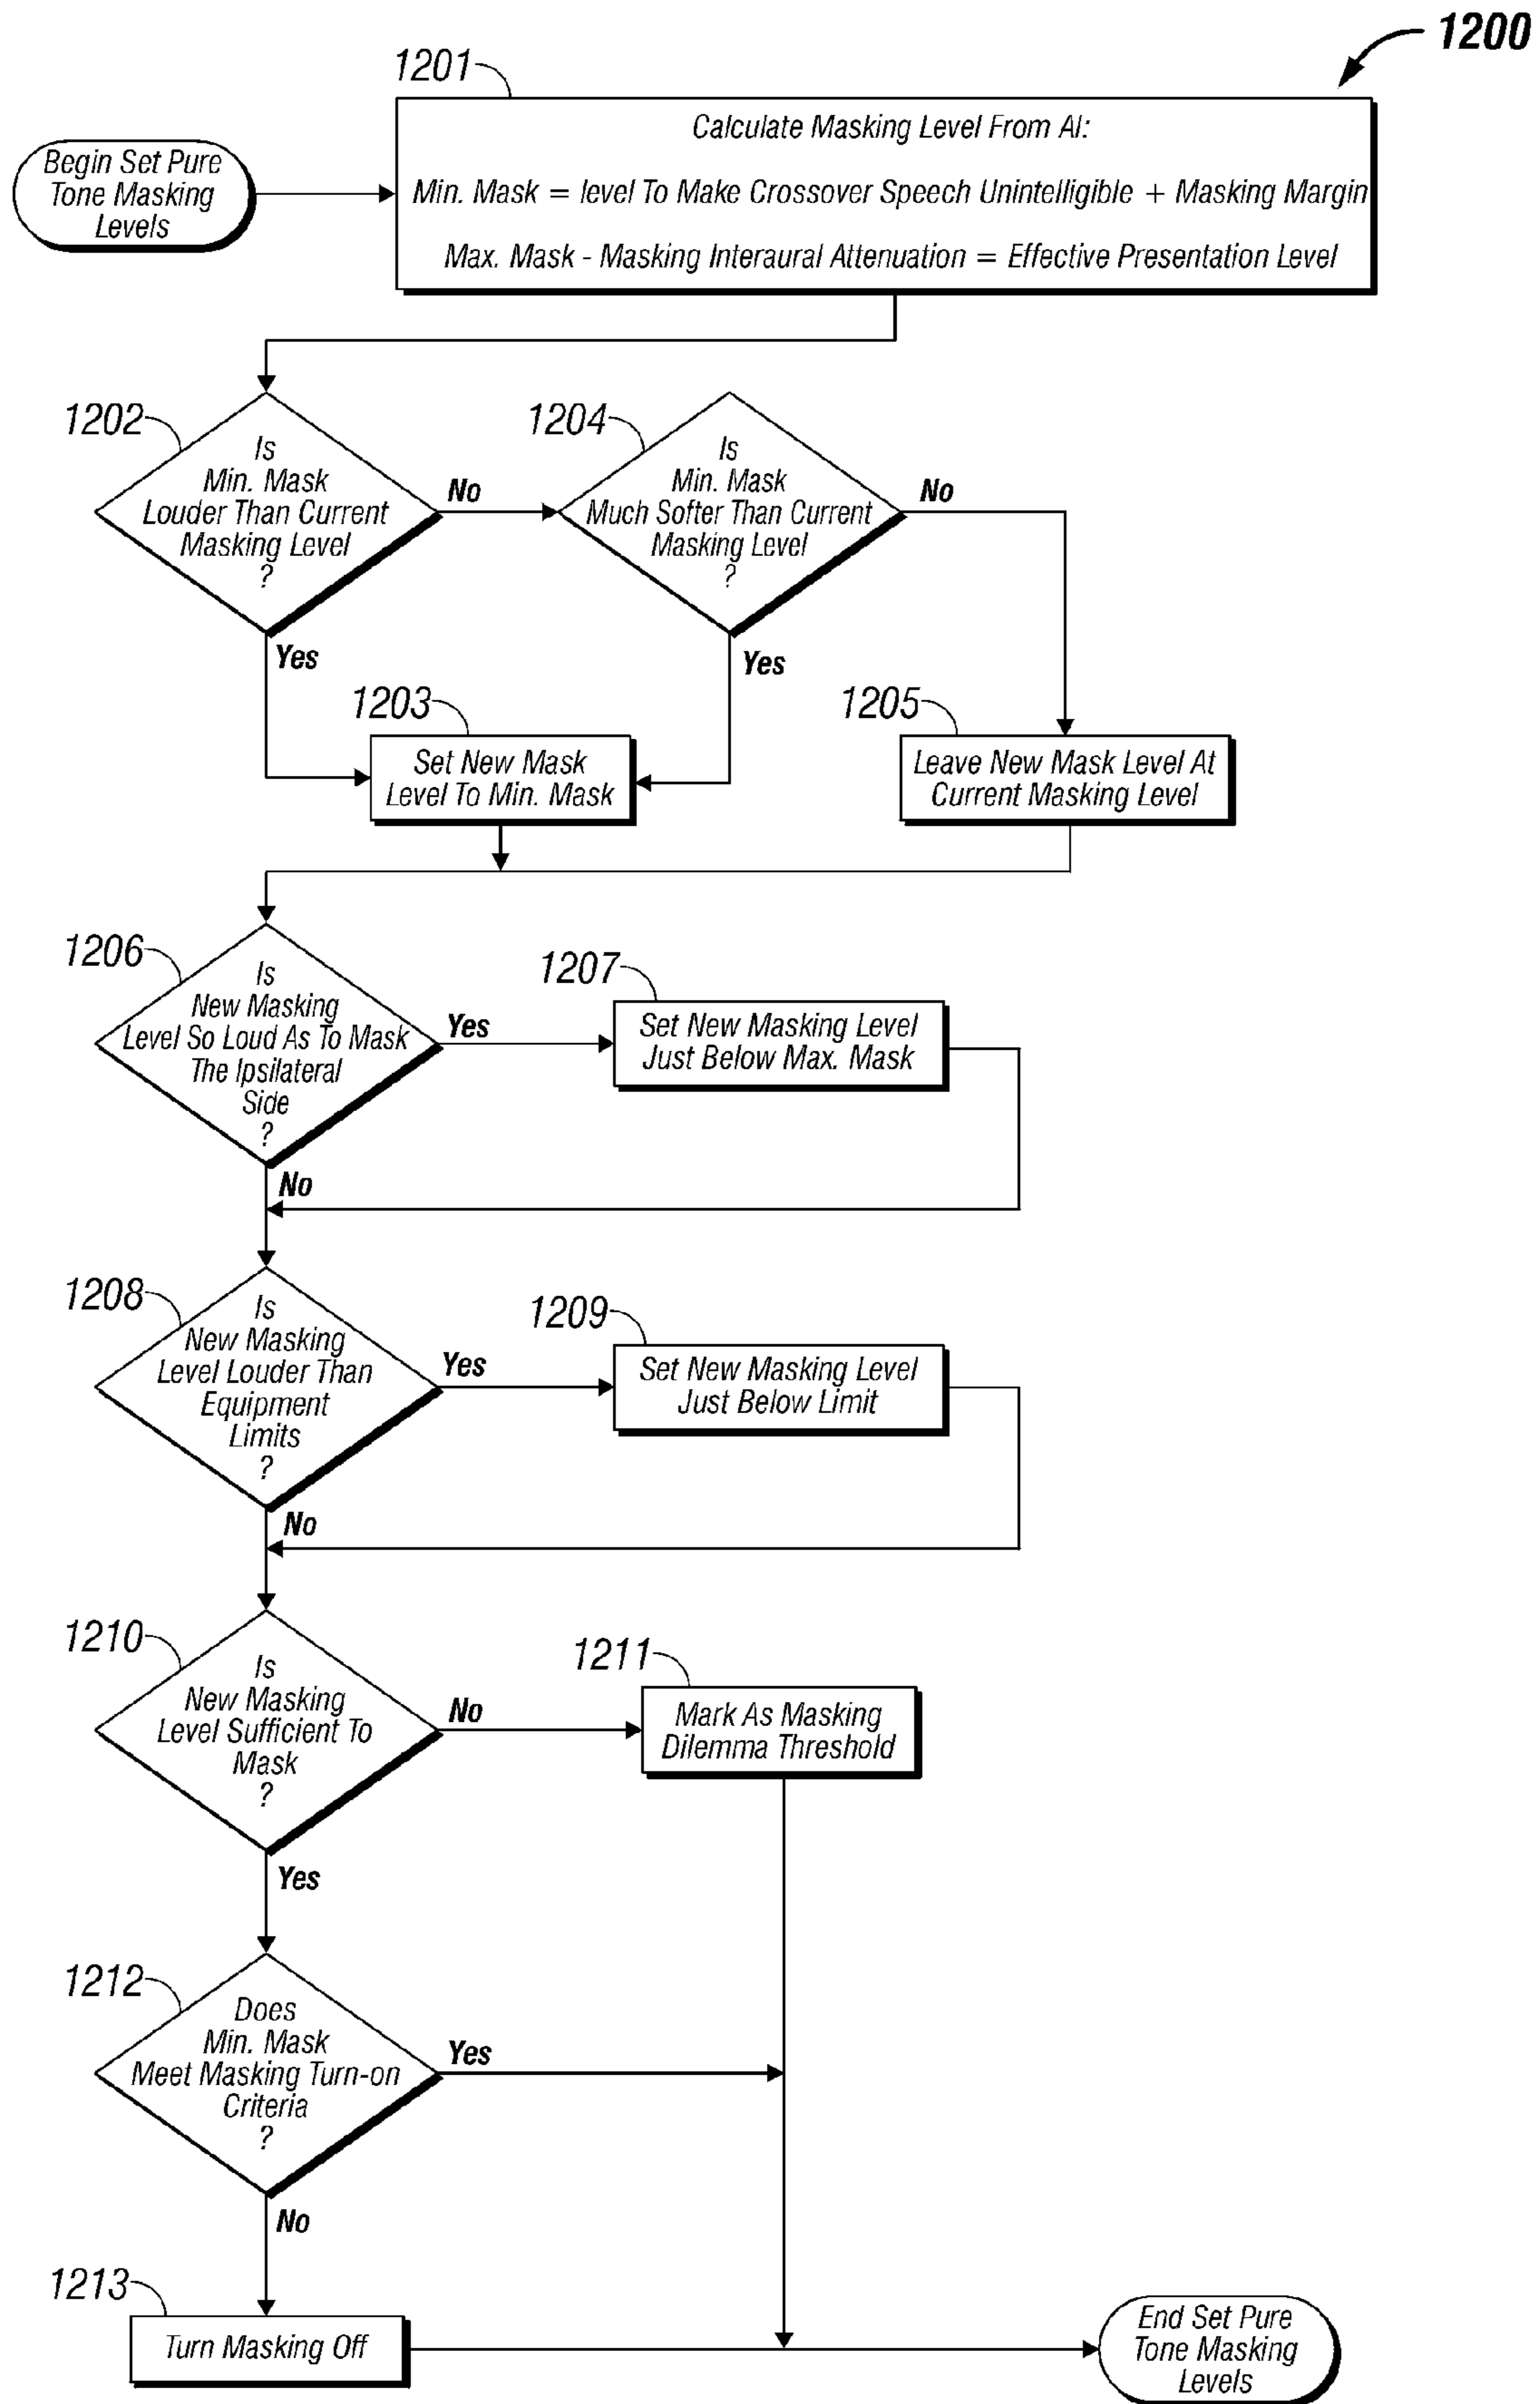 1200
1201
Calculate Masking Level From AI:
Min. Mask = level To Make Crossover Speech Unintelligible + Masking Margin
Max. Mask - Masking Interaural Attenuation = Effective Presentation Level
Begin Set Pure
Tone Masking
Levels
1202
Is
Min. Mask
Louder Than Current
Masking Level
?
No
Yes
1204
Is
Min. Mask
Much Softer Than Current
Masking Level
?
No
Yes
1203
Set New Mask
Level To Min. Mask
1205
Leave New Mask Level At
Current Masking Level
1206
Is
New Masking
Level So Loud As To Mask
The Ipsilateral
Side
?
Yes
No
1207
Set New Masking Level
Just Below Max. Mask
1208
Is
New Masking
Level Louder Than
Equipment
Limits
?
Yes
No
1209
Set New Masking Level
Just Below Limit
1210
Is
New Masking
Level Sufficient To
Mask
?
No
Yes
1211
Mark As Masking
Dilemma Threshold
1212
Does
Min. Mask
Meet Masking Turn-on
Criteria
?
Yes
No
1213
Turn Masking Off
End Set Pure
Tone Masking
Levels